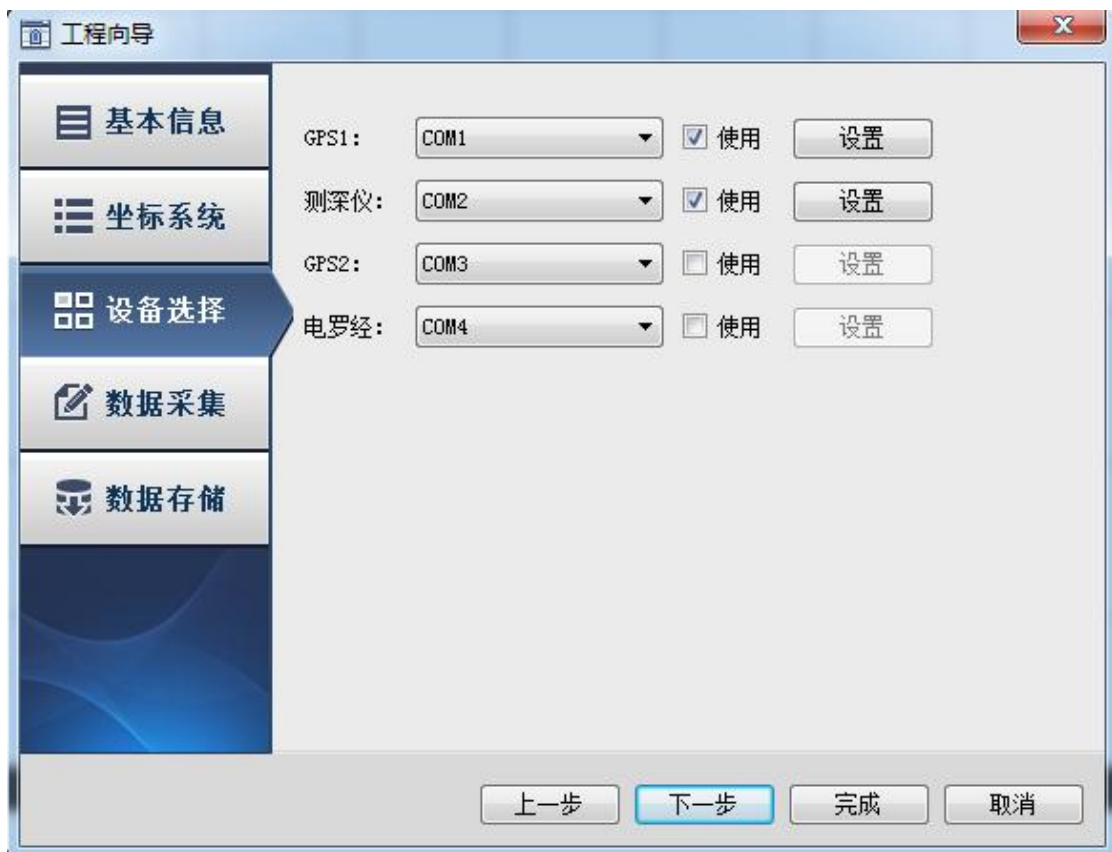 工程向导
基本信息
坐标系统
设备选择
数据采集
数据存储
GPS1: COM1 使用 设置
测深仪: COM2 使用 设置
GPS2: COM3 使用 设置
电罗经: COM4 使用 设置
上一步 下一步 完成 取消